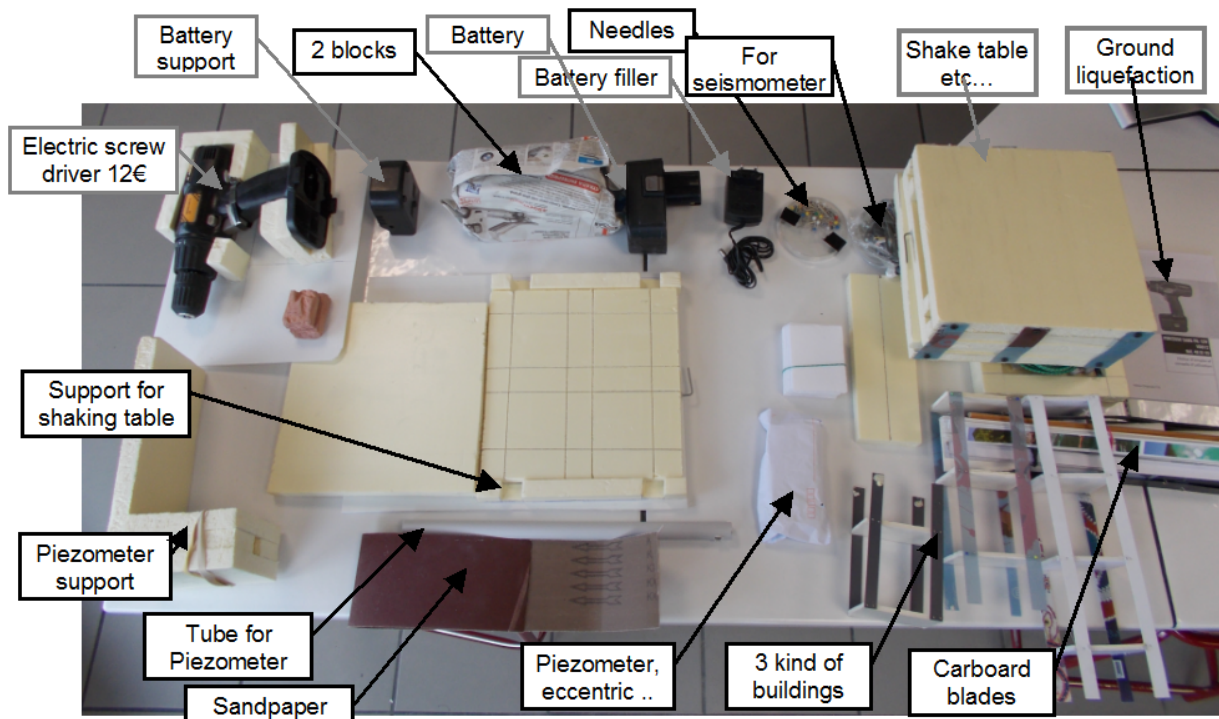 Battery
support
2 blocks
Battery
Needles
For
seismometer
Battery filler
Shake table
etc…
Ground
liquefaction
Electric screw
driver 12€
Support for
shaking table
Piezometer
support
Tube for
Piezometer
Sandpaper
Piezometer,
eccentric ..
3 kind of
buildings
Carboard
blades